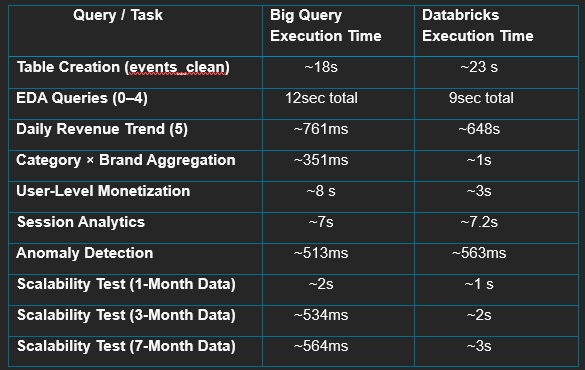 Query / Task Big Query Databricks
Execution Time Execution Time
Table Creation (events_clean) ~18s ~23 s
EDA Queries (0–4) 12sec total 9sec total
Daily Revenue Trend (5) ~761ms ~648s
Category × Brand Aggregation ~351ms ~1s
User-Level Monetization ~8 s ~3s
Session Analytics ~7s ~7.2s
Anomaly Detection ~513ms ~563ms
Scalability Test (1-Month Data) ~2s ~1 s
Scalability Test (3-Month Data) ~534ms ~2s
Scalability Test (7-Month Data) ~564ms ~3s